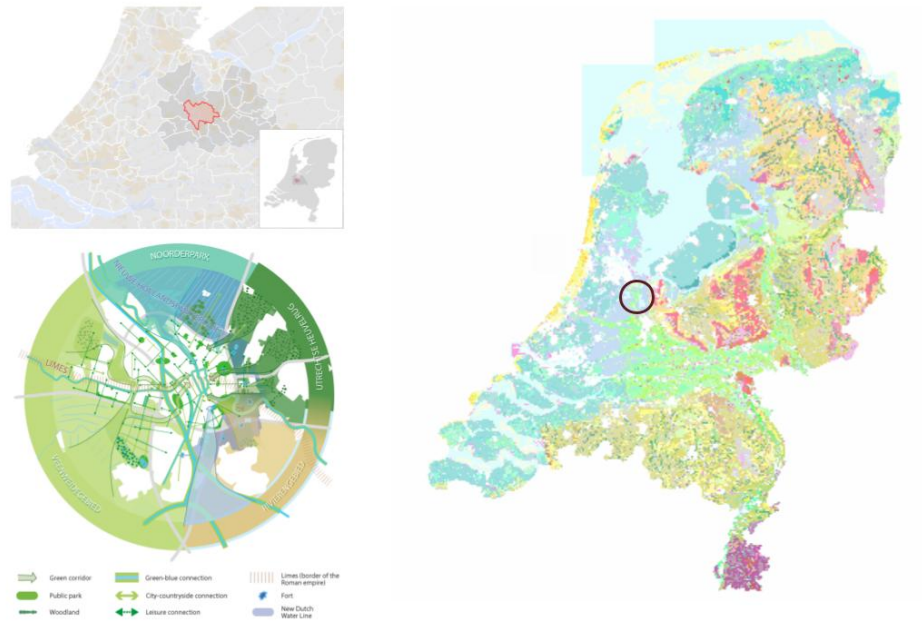 NOORDERPARK
UTRECHTSE HEUVELRUG
LIMES
Green corridor
Public park
Woodland
Green-blue connection
City-countryside connection
Leisure connection
Limes (border of the
Roman empire)
Fort
New Dutch
Water Line